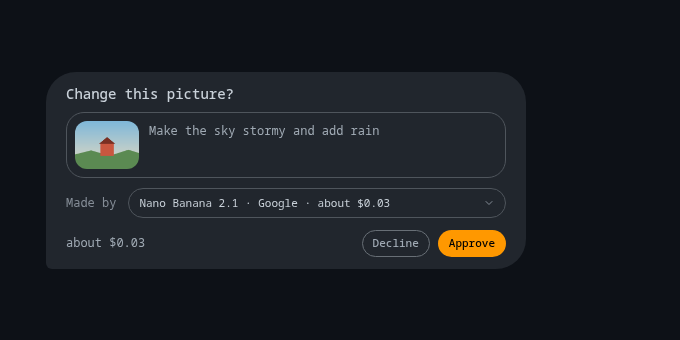 Change this picture?
Make the sky stormy and add rain
Made by
Nano Banana 2.1 · Google · about $0.03
about $0.03
Decline
Approve